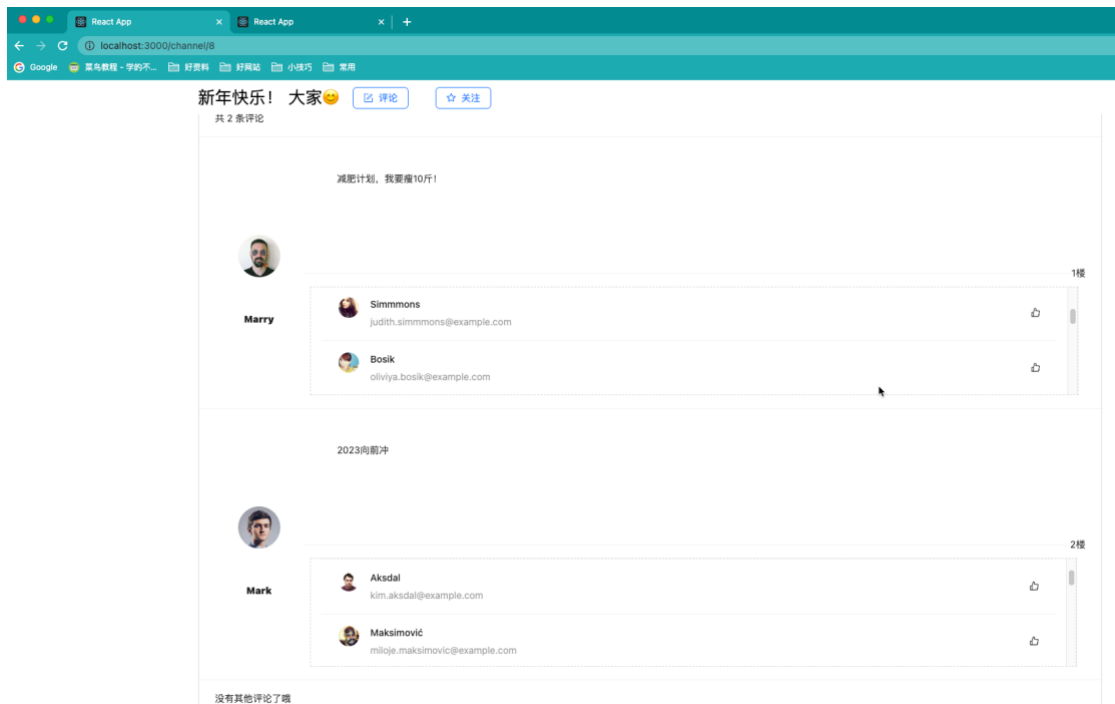 React App
React App
localhost:3000/channel/8
Google 菜鸟教程 - 学的不... 好资料 好网站 小技巧 常用
新年快乐！ 大家😊 评论 关注
共 2 条评论
减肥计划，我要瘦10斤！
1楼
Marry
Simmmons
judith.simmmons@example.com
Bosik
oliviya.bosik@example.com
2023向前冲
2楼
Mark
Aksdal
kim.aksdal@example.com
Maksimović
miloje.maksimovic@example.com
没有其他评论了哦